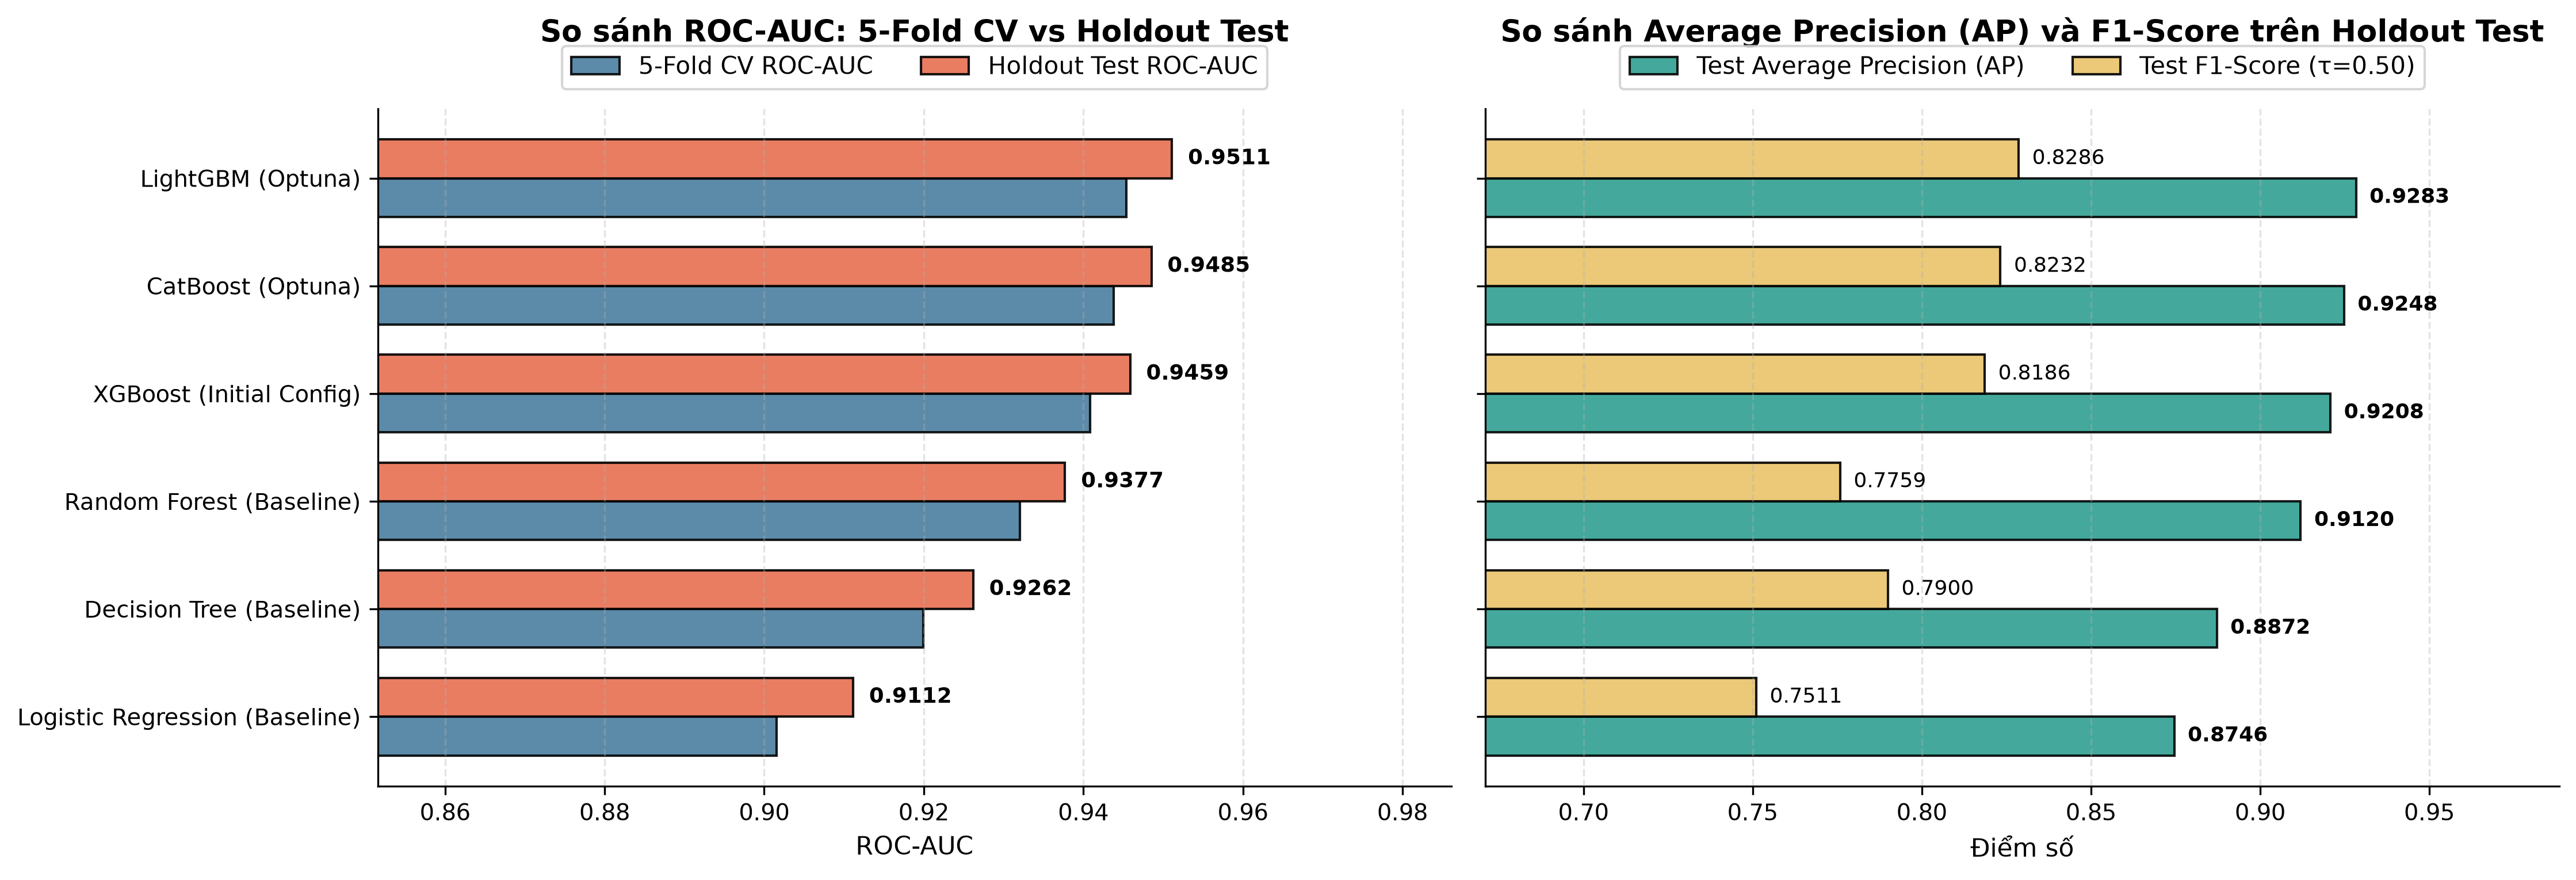 So sánh ROC-AUC: 5-Fold CV vs Holdout Test
5-Fold CV ROC-AUC
Holdout Test ROC-AUC
LightGBM (Optuna)
CatBoost (Optuna)
XGBoost (Initial Config)
Random Forest (Baseline)
Decision Tree (Baseline)
Logistic Regression (Baseline)
0.9511
0.9485
0.9459
0.9377
0.9262
0.9112
0.86 0.88 0.90 0.92 0.94 0.96 0.98
ROC-AUC
So sánh Average Precision (AP) và F1-Score trên Holdout Test
Test Average Precision (AP)
Test F1-Score (τ=0.50)
0.8286
0.9283
0.8232
0.9248
0.8186
0.9208
0.7759
0.9120
0.7900
0.8872
0.7511
0.8746
0.70 0.75 0.80 0.85 0.90 0.95
Điểm số